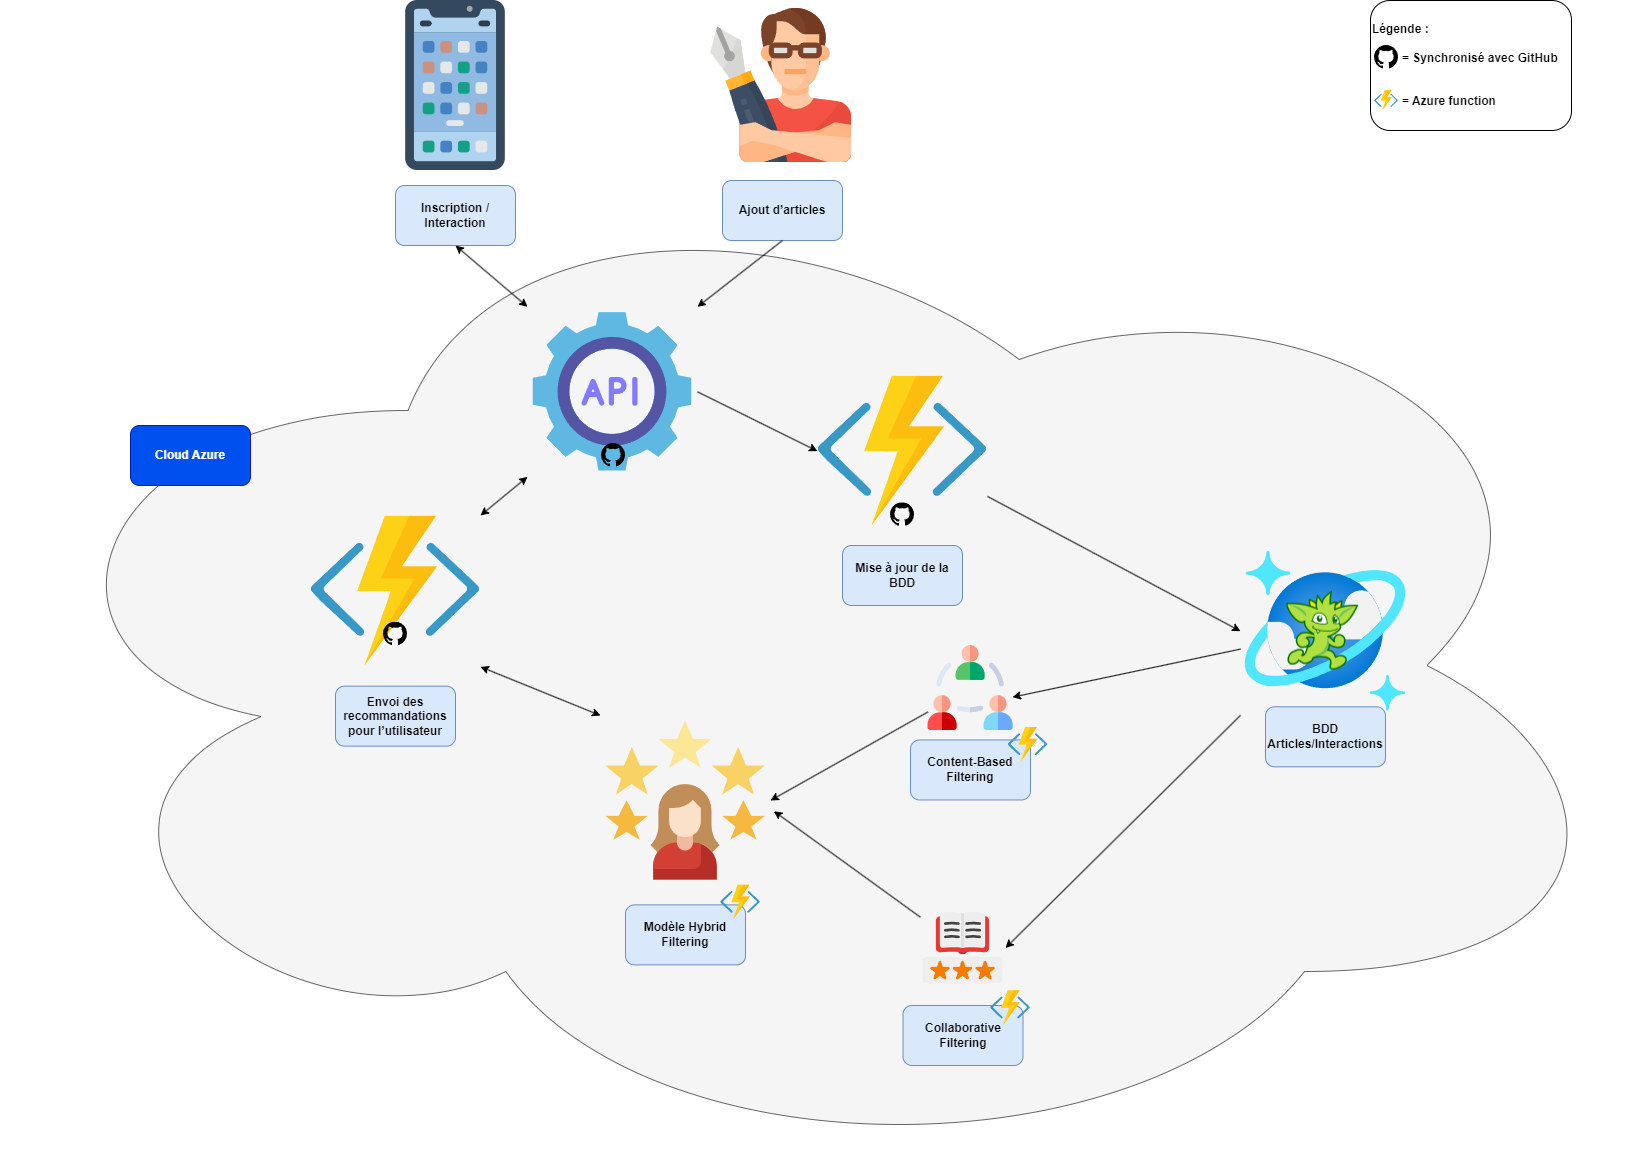 Légende :
= Synchronisé avec GitHub
= Azure function
Inscription /
Interaction
Ajout d'articles
API
Cloud Azure
Mise à jour de la
BDD
Envoi des
recommandations
pour l'utilisateur
BDD
Articles/Interactions
Content-Based
Filtering
Modèle Hybrid
Filtering
Collaborative
Filtering